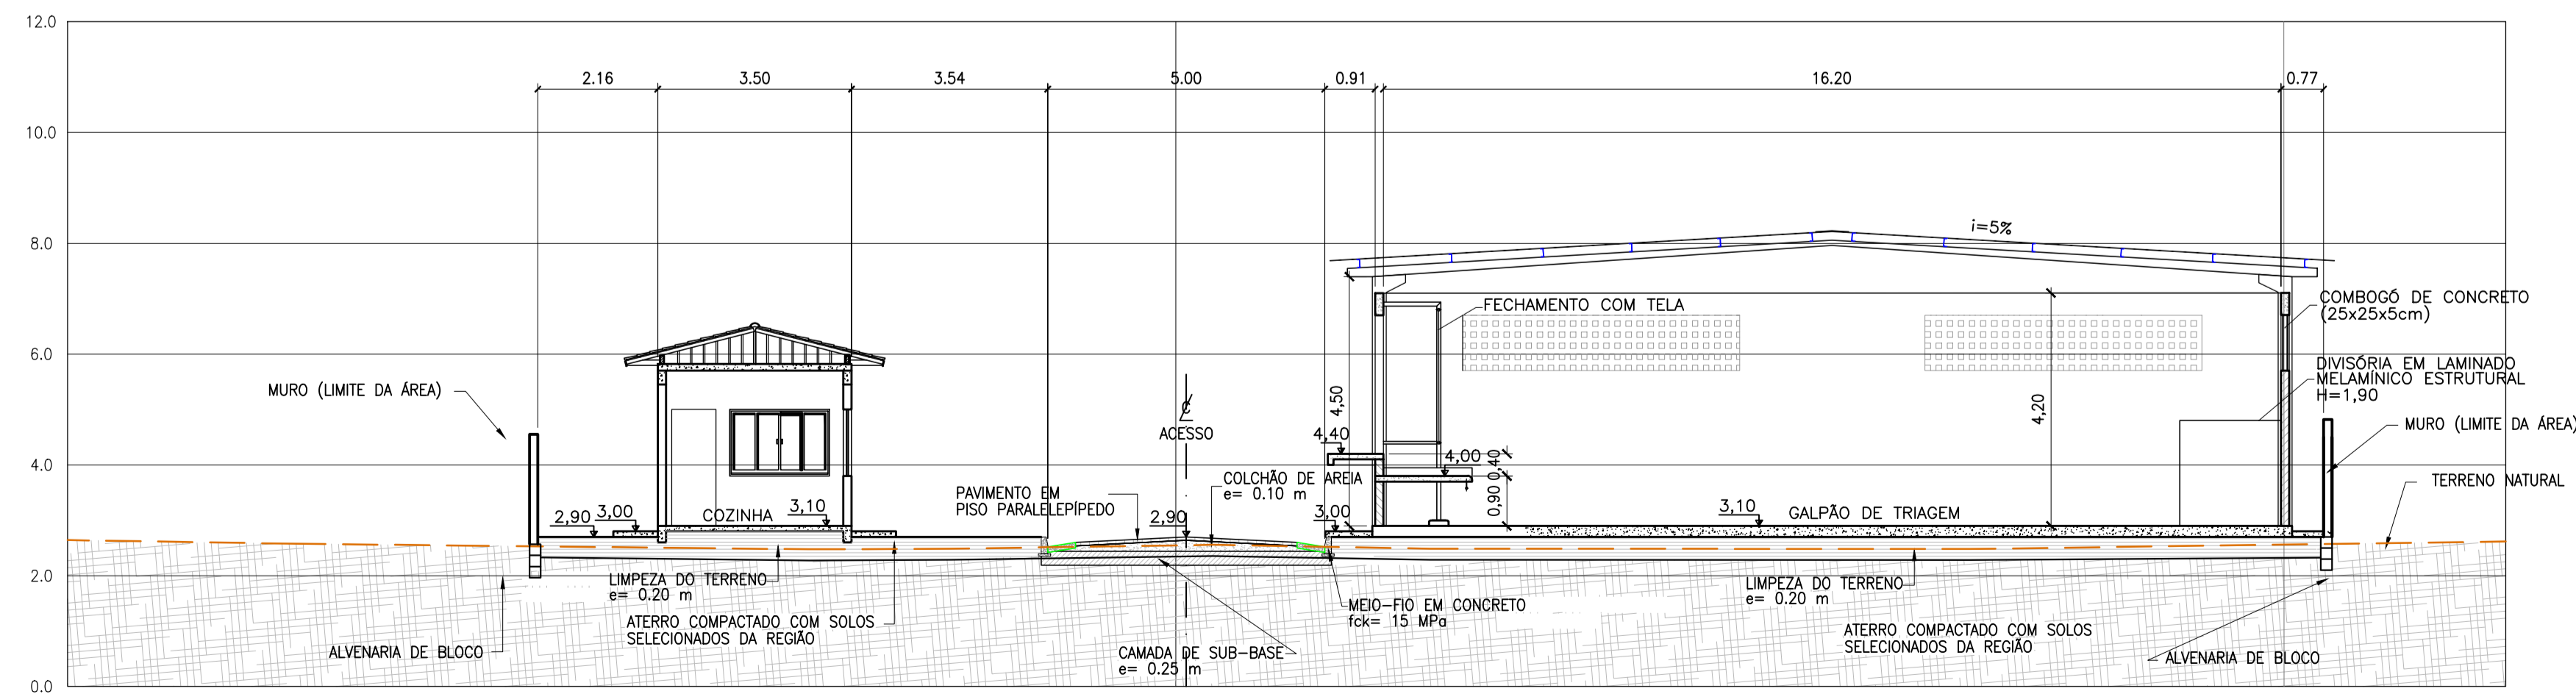 12.0
2.16
3.50
3.54
5.00
0.91
16.20
0.77
10.0
8.0
i=5%
FECHAMENTO COM TELA
COMBOGÓ DE CONCRETO
(25x25x5cm)
6.0
DIVISÓRIA EM LAMINADO
MELAMÍNICO ESTRUTURAL
H=1,90
MURO (LIMITE DA ÁREA)
4,50
4,20
MURO (LIMITE DA ÁREA)
ACESSO
4,40
4.0
4,00
0,40
0,90
COLCHÃO DE AREIA
e= 0.10 m
TERRENO NATURAL
PAVIMENTO EM
PISO PARALELEPÍPEDO
2,90
3,00
COZINHA
3,10
2,90
3,00
3,10
GALPÃO DE TRIAGEM
2.0
LIMPEZA DO TERRENO
e= 0.20 m
LIMPEZA DO TERRENO
e= 0.20 m
MEIO-FIO EM CONCRETO
fck= 15 MPa
ATERRO COMPACTADO COM SOLOS
SELECIONADOS DA REGIÃO
ATERRO COMPACTADO COM SOLOS
SELECIONADOS DA REGIÃO
ALVENARIA DE BLOCO
CAMADA DE SUB-BASE
e= 0.25 m
ALVENARIA DE BLOCO
0.0